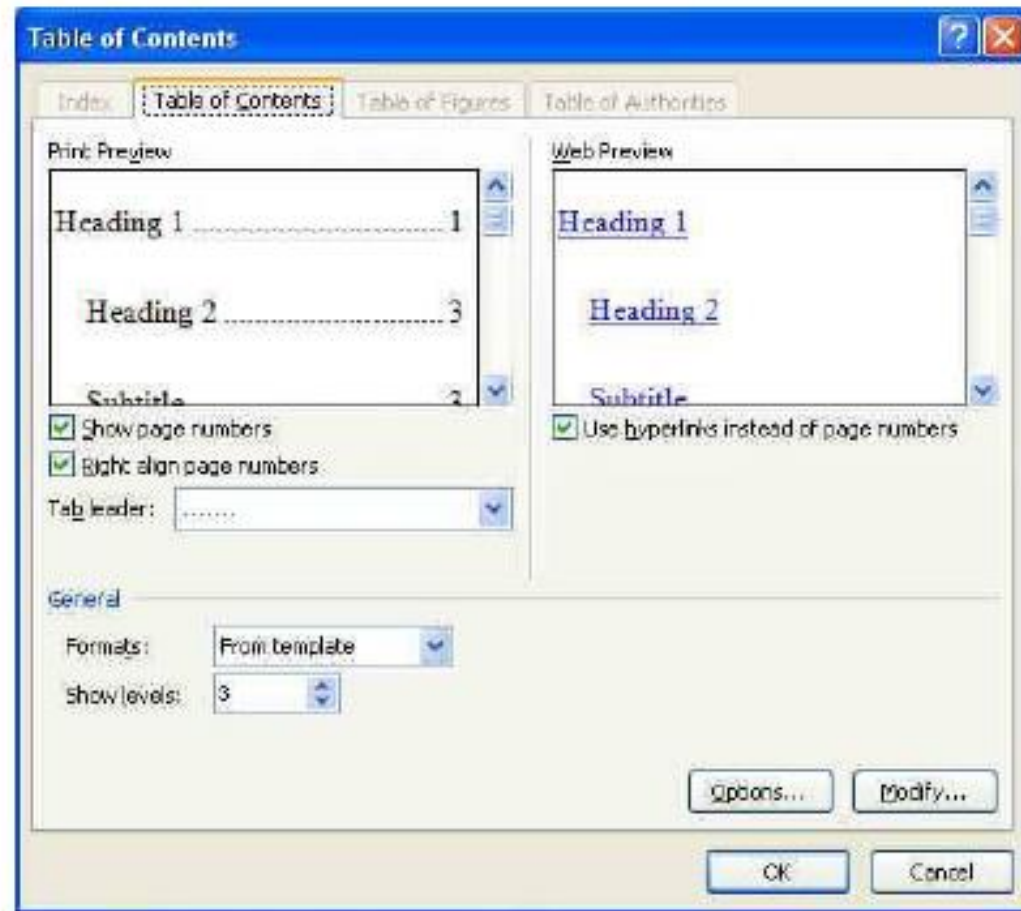 Table of Contents
Index Table of Contents Table of Figures Table of Authorities
Print Preview
Heading 1 ........................................ 1
Heading 2 ................................... 3
Subtitle 3
Show page numbers
Right align page numbers
Tab leader: .......
Web Preview
Heading 1
Heading 2
Subtitle
Use hyperlinks instead of page numbers
General
Formats: From template
Show levels: 3
Options... Modify...
OK Cancel